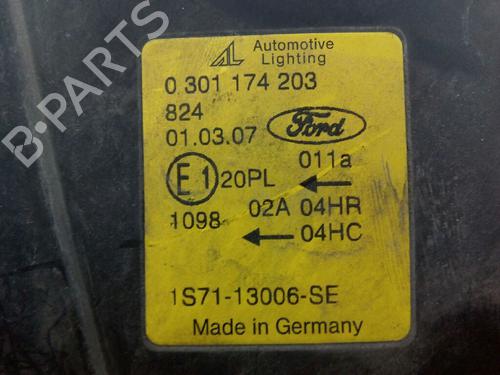 AL Automotive
Lighting
0 301 174 203
824
01.03.07
Ford
011a
E1 20PL
1098 02A 04HR
04HC
1S71-13006-SE
Made in Germany
B-PARTS